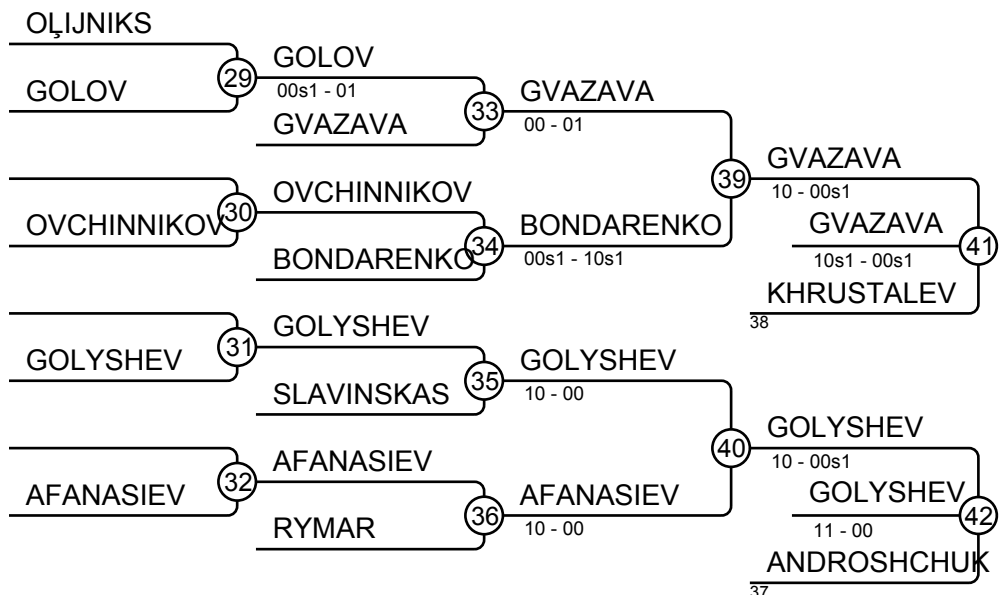 OĻIJNIKS
29
GOLOV
GOLOV
00s1 - 01
33
GVAZAVA
GVAZAVA
00 - 01
39
GVAZAVA
10 - 00s1
30
OVCHINNIKOV
OVCHINNIKOV
34
BONDARENKO
BONDARENKO
00s1 - 10s1
GVAZAVA
10s1 - 00s1
41
KHRUSTALEV
38
31
GOLYSHEV
GOLYSHEV
35
SLAVINSKAS
GOLYSHEV
10 - 00
40
GOLYSHEV
10 - 00s1
32
AFANASIEV
AFANASIEV
36
RYMAR
AFANASIEV
10 - 00
GOLYSHEV
11 - 00
42
ANDROSHCHUK
37